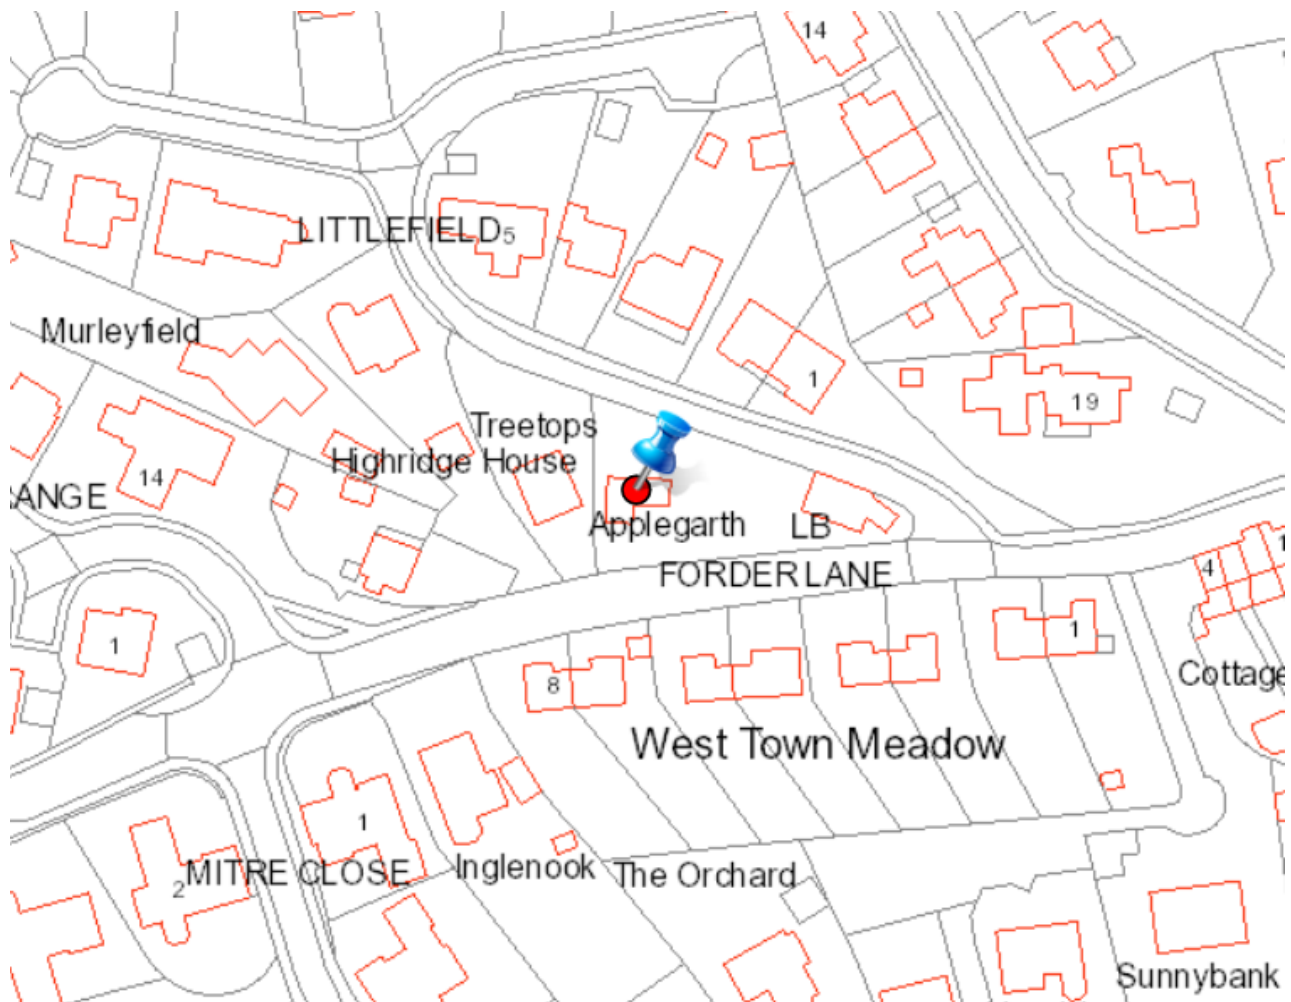 14
LITTLEFIELD
5
Murleyfield
1
19
Treetops
Highridge House
14
ANGE
Applegarth
LB
FORDER LANE
4
1
1
1
8
Cottage
West Town Meadow
1
MITRE CLOSE
2
Inglenook
The Orchard
Sunnybank